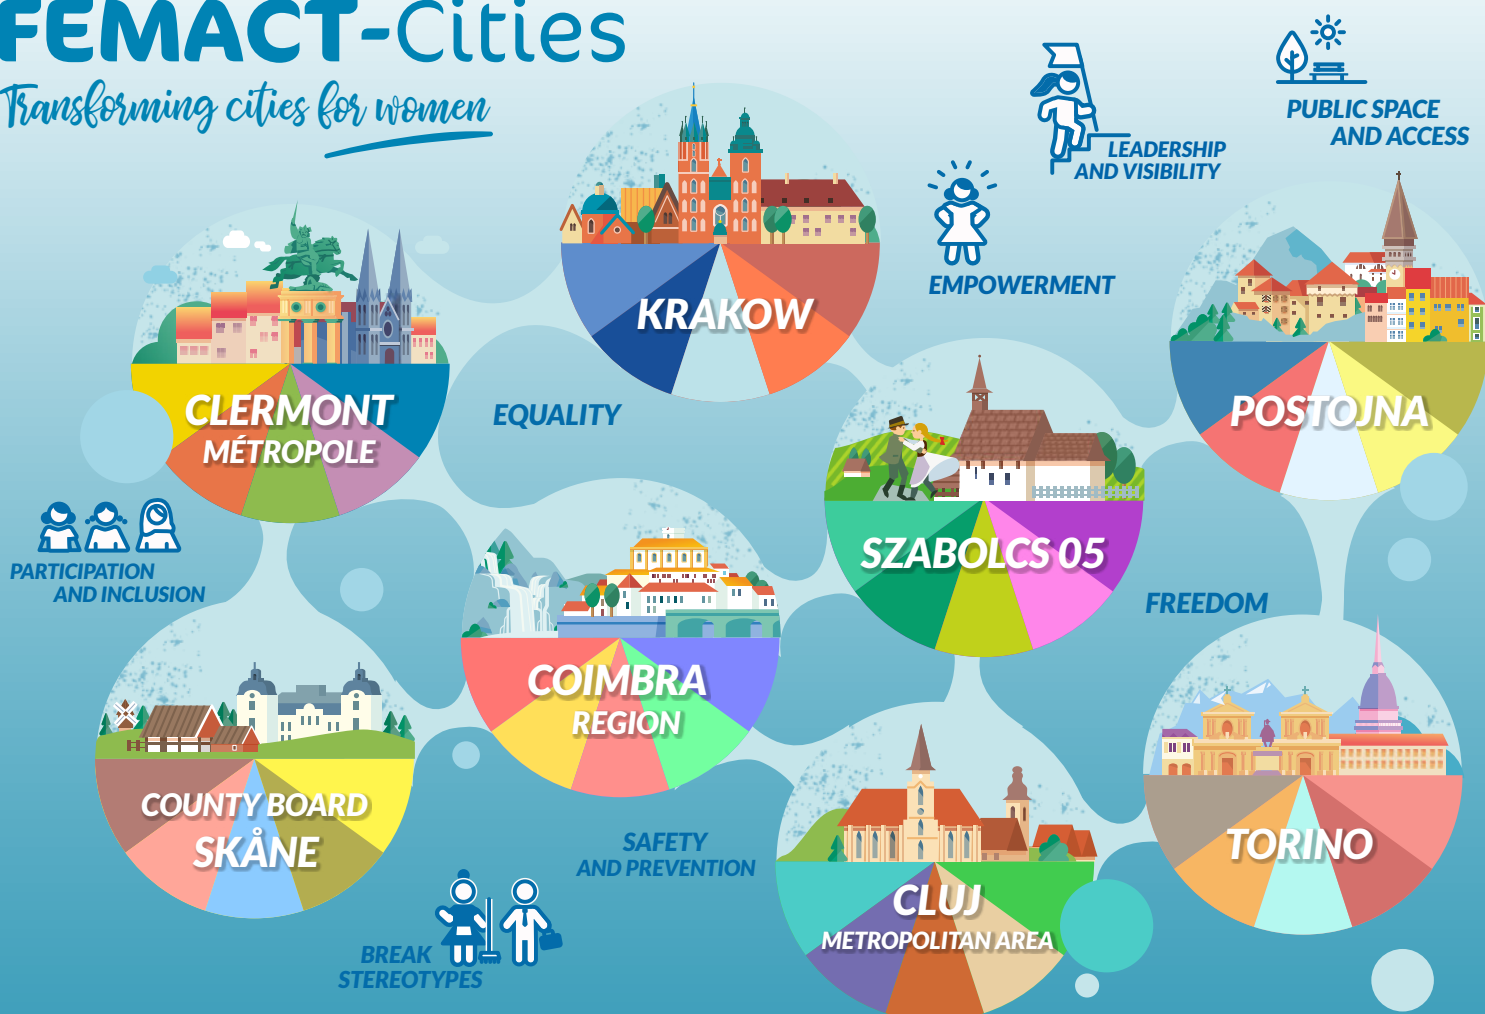 FEMACT-Cities
Transforming cities for women
PUBLIC SPACE
AND ACCESS
LEADERSHIP
AND VISIBILITY
EMPOWERMENT
KRAKOW
CLERMONT
MÉTROPOLE
EQUALITY
POSTOJNA
SZABOLCS 05
PARTICIPATION
AND INCLUSION
FREEDOM
COIMBRA
REGION
COUNTY BOARD
SKÅNE
SAFETY
AND PREVENTION
TORINO
CLUJ
METROPOLITAN AREA
BREAK
STEREOTYPES